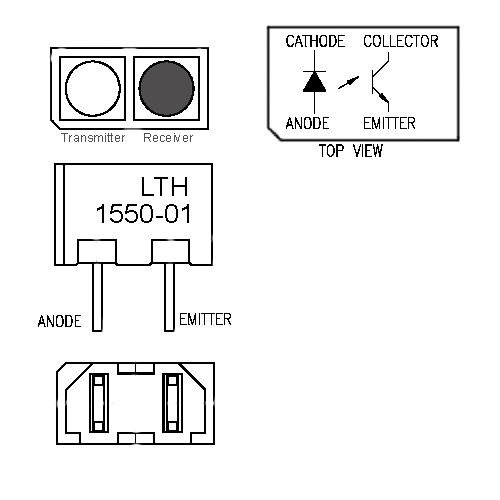 CATHODE COLLECTOR
ANODE EMITTER
TOP VIEW
Transmitter Receiver
LTH
1550-01
ANODE EMITTER